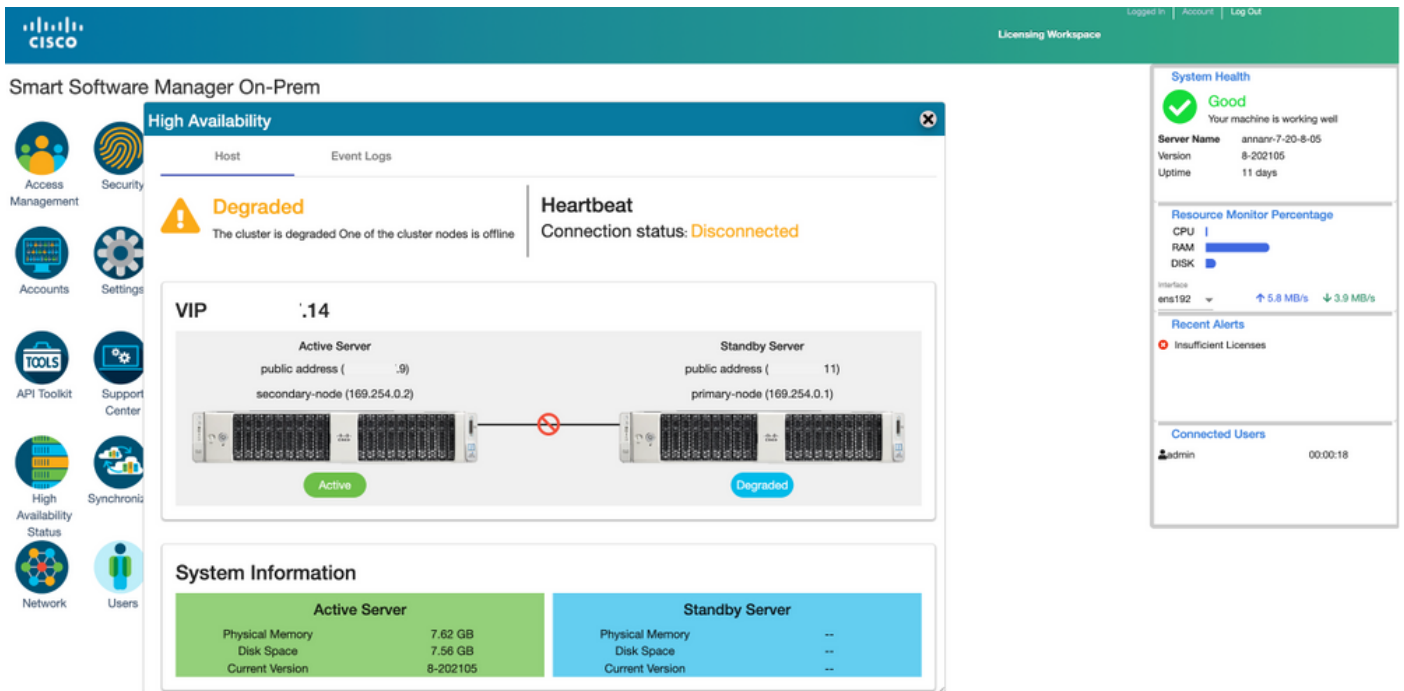 Logged In | Account | Log Out
CISCO
Licensing Workspace
Smart Software Manager On-Prem
Access Management
Security
Accounts
Settings
TOOLS
API Toolkit
Support Center
High Availability Status
Network
Users
High Availability
Host Event Logs
Degraded
The cluster is degraded One of the cluster nodes is offline
Heartbeat
Connection status: Disconnected
VIP .14
Active Server
public address ( .9)
secondary-node (169.254.0.2)
Active
Standby Server
public address ( 11)
primary-node (169.254.0.1)
Degraded
System Information
Active Server
Physical Memory 7.62 GB
Disk Space 7.56 GB
Current Version 8-202105
Standby Server
Physical Memory --
Disk Space --
Current Version --
System Health
Good
Your machine is working well
Server Name annanr-7-20-8-05
Version 8-202105
Uptime 11 days
Resource Monitor Percentage
CPU
RAM
DISK
Interface
ens192 ↑ 5.8 MB/s ↓ 3.9 MB/s
Recent Alerts
Insufficient Licenses
Connected Users
admin 00:00:18